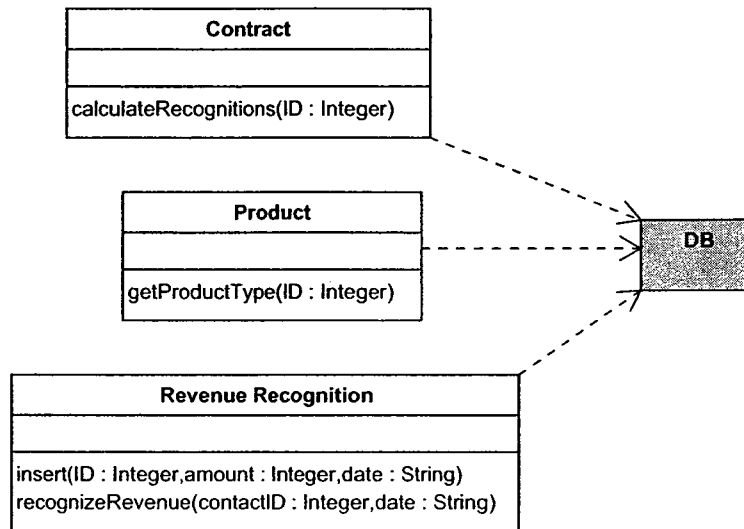 Contract
calculateRecognitions(ID : Integer)
Product
DB
getProductType(ID : Integer)
Revenue Recognition
insert(ID : Integer,amount : Integer,date : String)
recognizeRevenue(contactID : Integer,date : String)